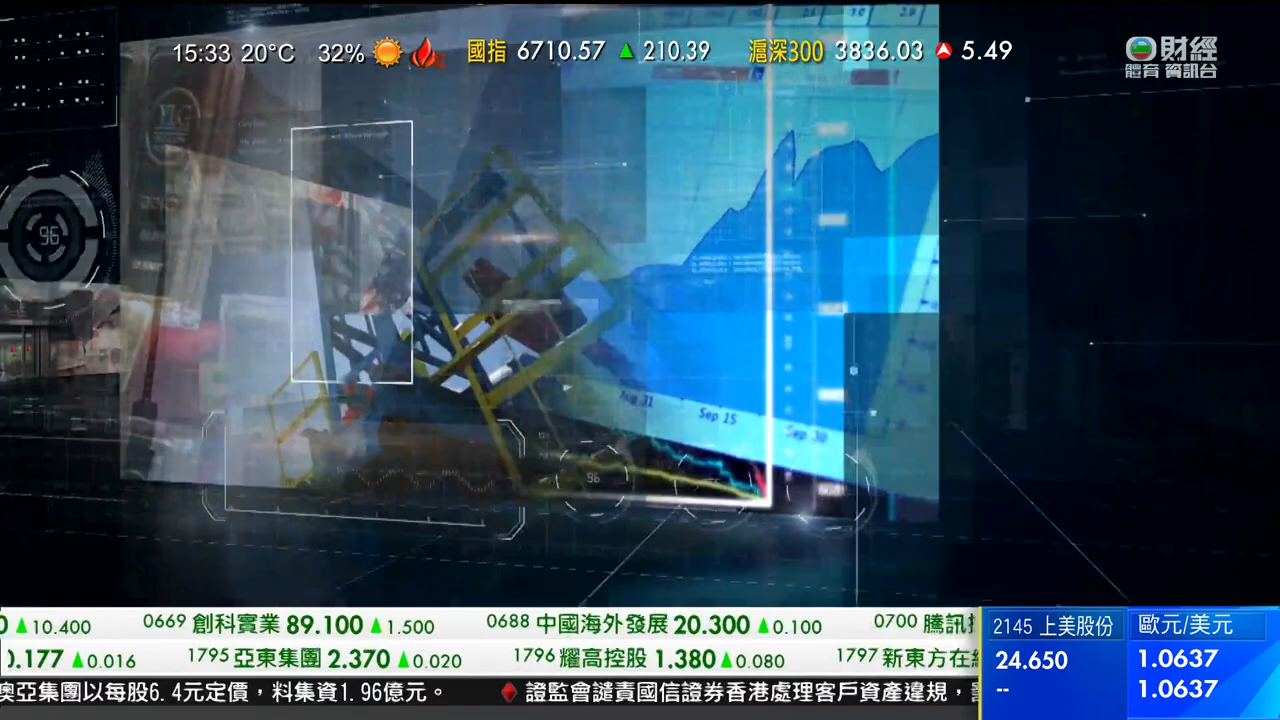 15:33 20°C 32% 國指 6710.57 ▲ 210.39 滬深300 3836.03 ▲ 5.49
財經
體育 資訊台
96
Aug 31 Sep 15 Sep 30
96
0 ▲10.400 0669 創科實業 89.100 ▲1.500 0688 中國海外發展 20.300 ▲0.100 0700 騰訊
0.177 ▲0.016 1795 亞東集團 2.370 ▲0.020 1796 耀高控股 1.380 ▲0.080 1797 新東方在
澳亞集團以每股6.4元定價，料集資1.96億元。 ♦ 證監會譴責國信證券香港處理客戶資產違規，
2145 上美股份
24.650
--
歐元/美元
1.0637
1.0637